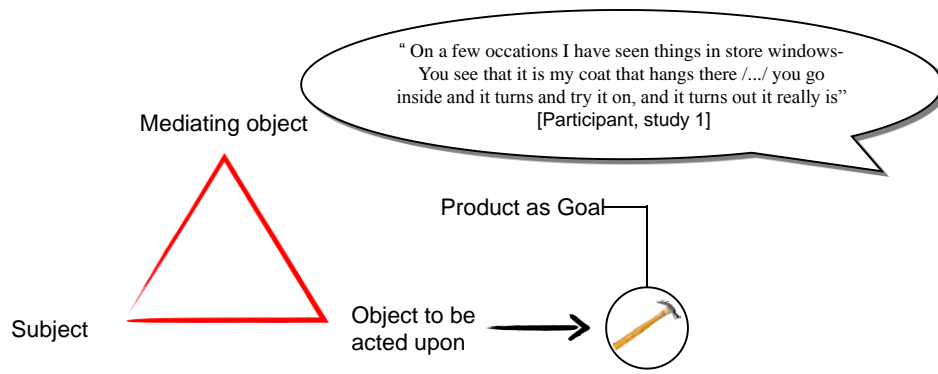 “ On a few occations I have seen things in store windows-
You see that it is my coat that hangs there /.../ you go
inside and it turns and try it on, and it turns out it really is”
[Participant, study 1]
Mediating object
Product as Goal
Subject
Object to be
acted upon